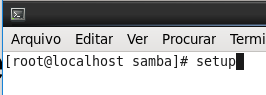 Arquivo Editar Ver Procurar Termi
[root@localhost samba]# setup